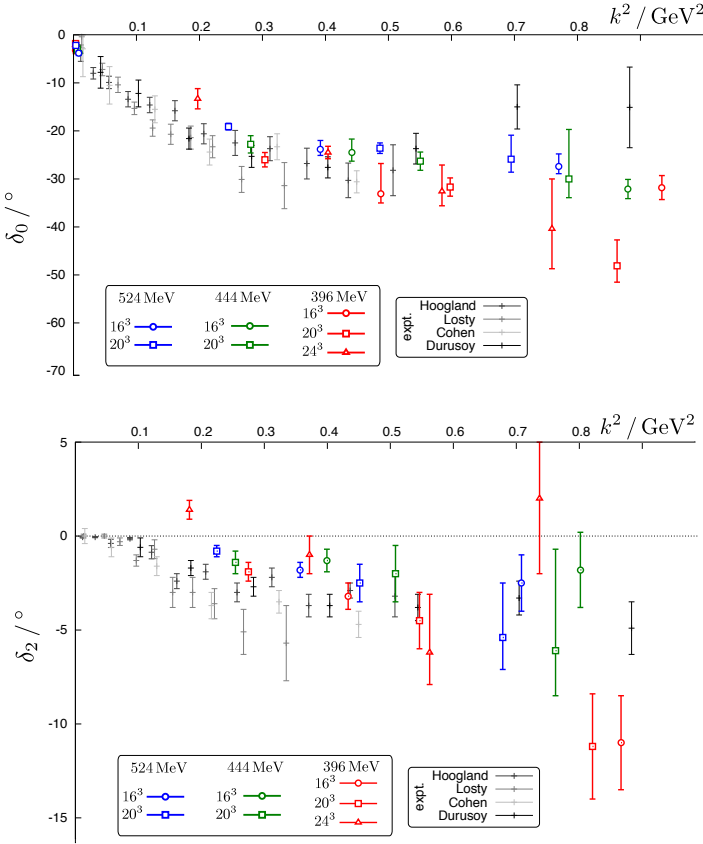 k² / GeV²
0 0.1 0.2 0.3 0.4 0.5 0.6 0.7 0.8
-10
-20
-30
-40
-50
-60
-70
δ₀ / °
524 MeV 444 MeV 396 MeV
16³ 16³ 16³
20³ 20³ 20³
24³
expt.
Hoogland
Losty
Cohen
Durusoy
k² / GeV²
5 0.1 0.2 0.3 0.4 0.5 0.6 0.7 0.8
0
-5
-10
-15
δ₂ / °
524 MeV 444 MeV 396 MeV
16³ 16³ 16³
20³ 20³ 20³
24³
expt.
Hoogland
Losty
Cohen
Durusoy